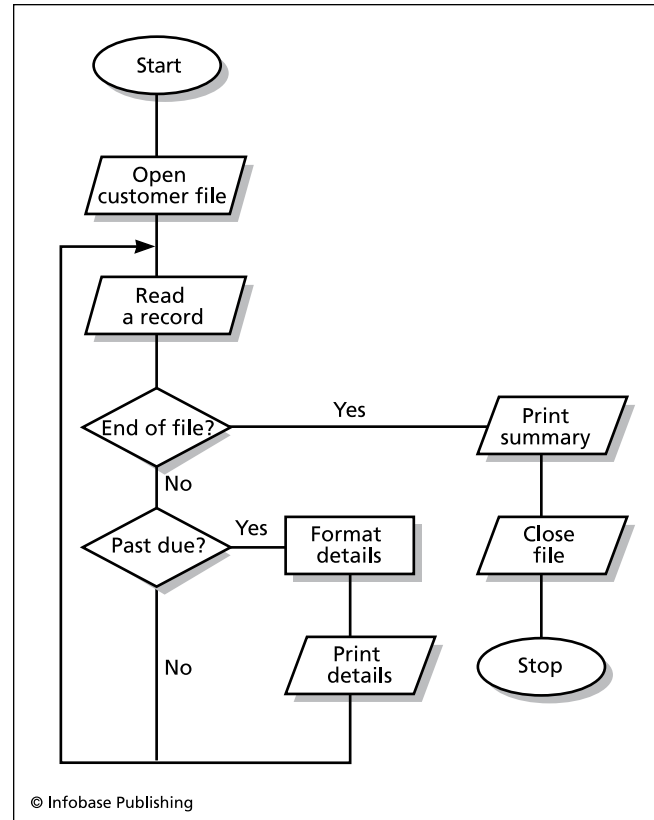 Start
Open
customer file
Read
a record
End of file?
Yes
Print
summary
No
Past due?
Yes
Format
details
Close
file
No
Print
details
Stop
© Infobase Publishing